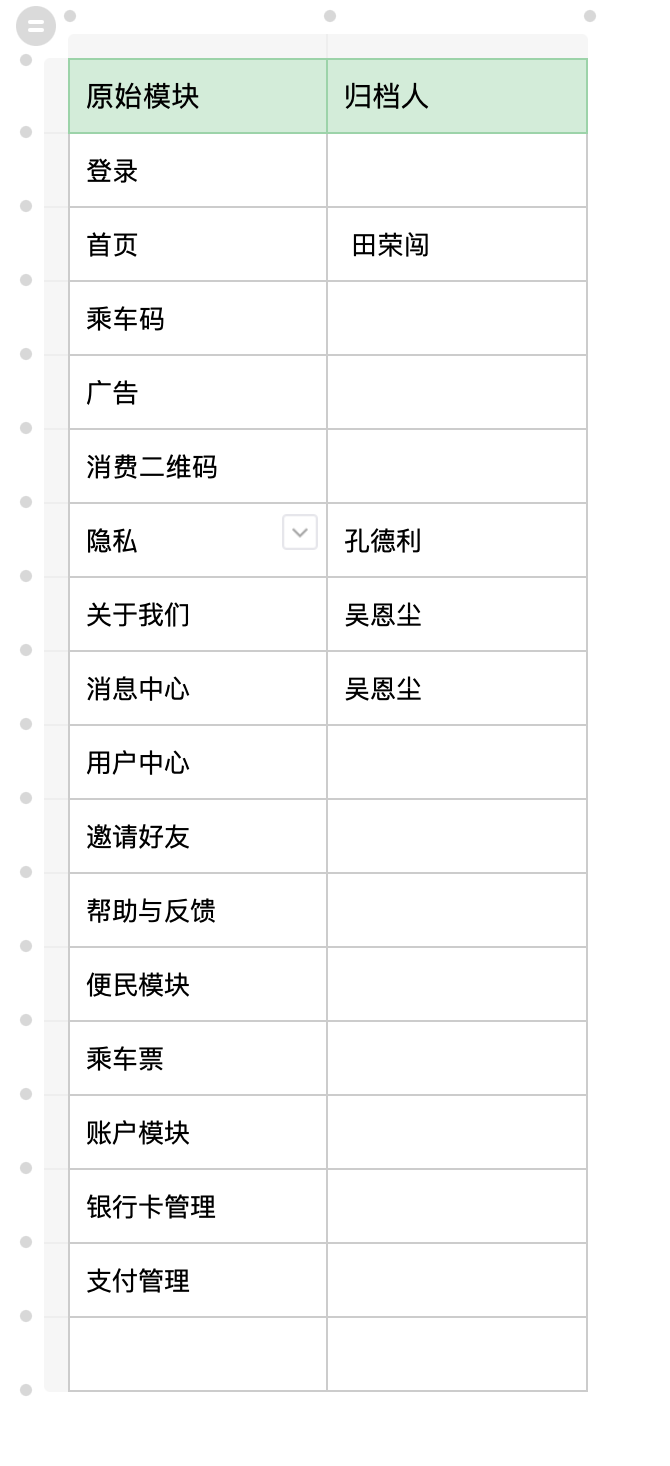 原始模块 归档人
登录
首页 田荣闯
乘车码
广告
消费二维码
隐私 孔德利
关于我们 吴恩尘
消息中心 吴恩尘
用户中心
邀请好友
帮助与反馈
便民模块
乘车票
账户模块
银行卡管理
支付管理